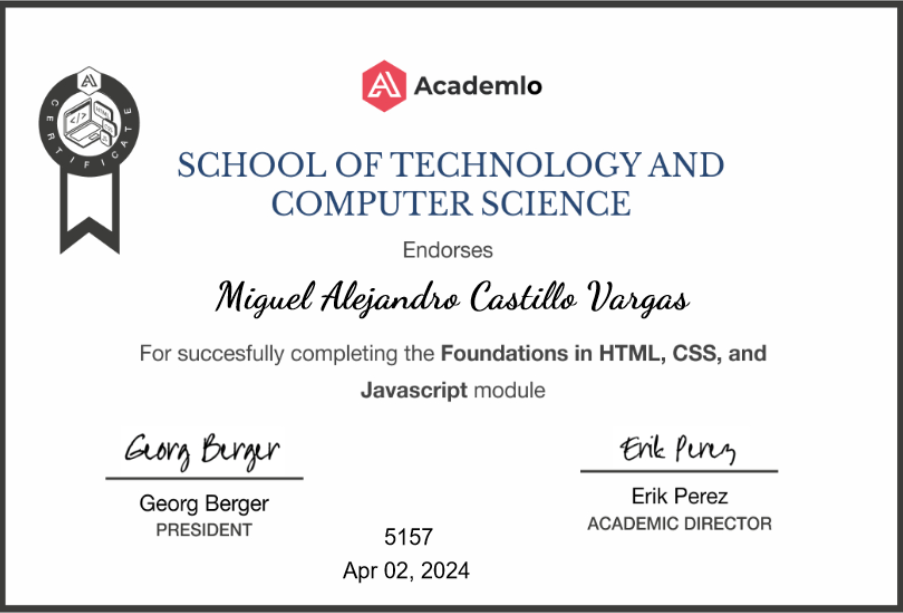 Academlo
CERTIFICATE
</>
SCHOOL OF TECHNOLOGY AND
COMPUTER SCIENCE
Endorses
Miguel Alejandro Castillo Vargas
For succesfully completing the Foundations in HTML, CSS, and
Javascript module
Georg Berger
Erik Perez
Georg Berger
Erik Perez
PRESIDENT
ACADEMIC DIRECTOR
5157
Apr 02, 2024